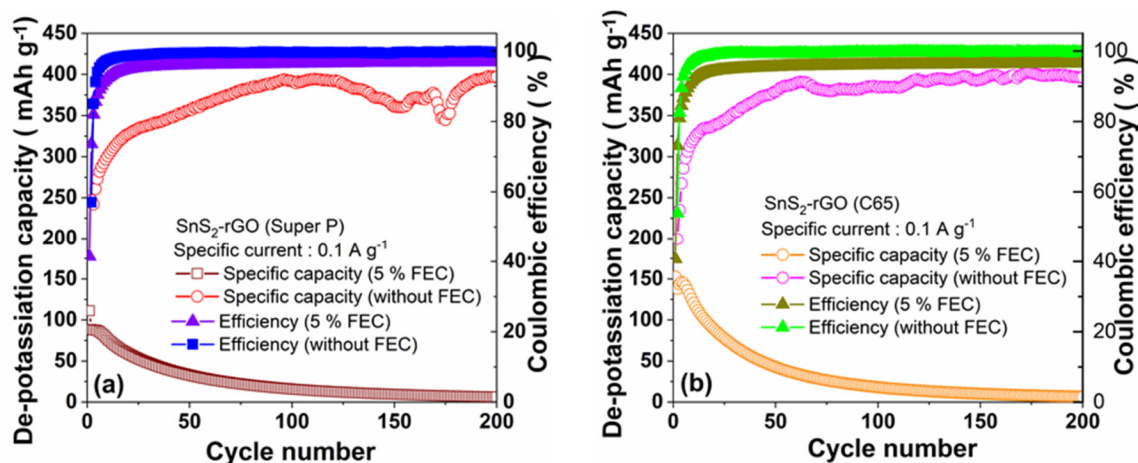 De-potassiation capacity ( mAh g⁻¹)
450
400
350
300
250
200
150
100
50
0
SnS₂-rGO (Super P)
Specific current : 0.1 A g⁻¹
Specific capacity (5 % FEC)
Specific capacity (without FEC)
Efficiency (5 % FEC)
Efficiency (without FEC)
(a)
100
80
60
40
20
0
Coulombic efficiency ( % )
0 50 100 150 200
Cycle number
De-potassiation capacity ( mAh g⁻¹)
450
400
350
300
250
200
150
100
50
0
SnS₂-rGO (C65)
Specific current : 0.1 A g⁻¹
Specific capacity (5 % FEC)
Specific capacity (without FEC)
Efficiency (5 % FEC)
Efficiency (without FEC)
(b)
100
80
60
40
20
0
Coulombic efficiency ( % )
0 50 100 150 200
Cycle number